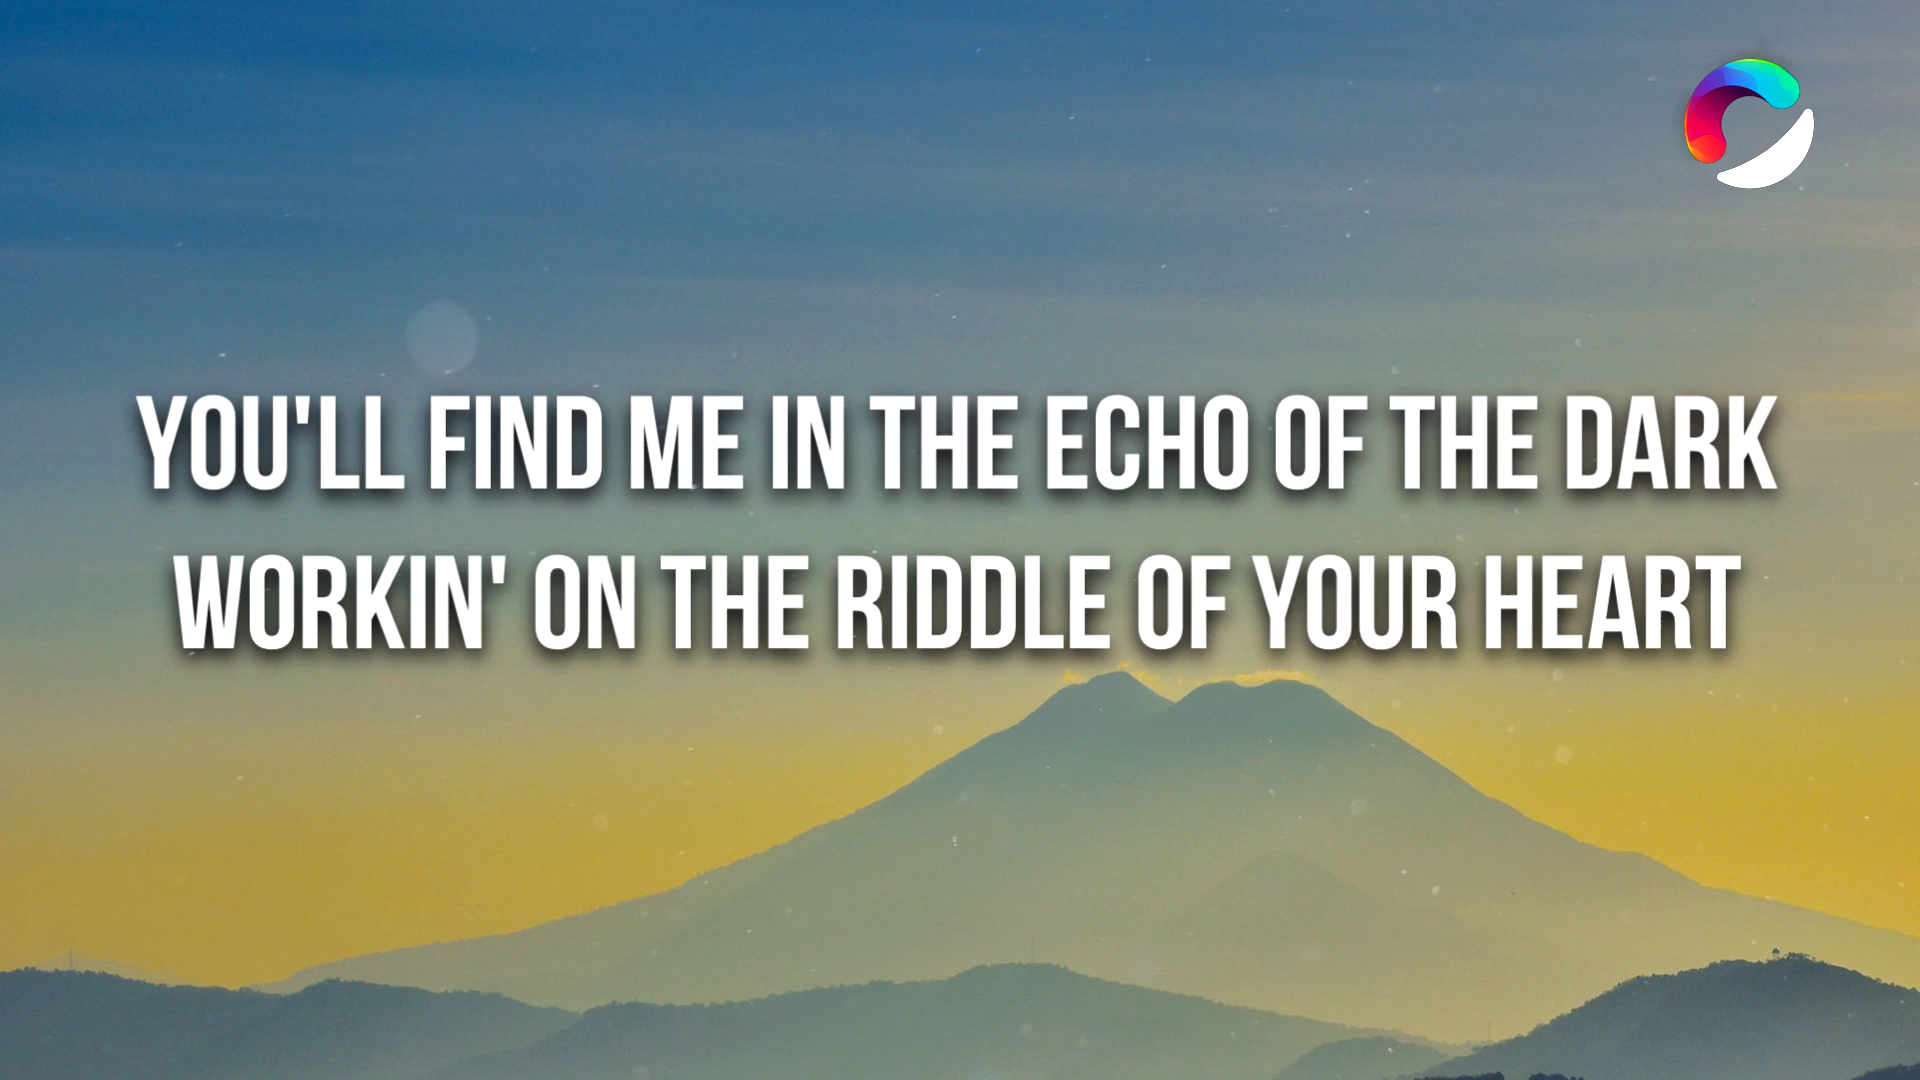 YOU'LL FIND ME IN THE ECHO OF THE DARK
WORKIN' ON THE RIDDLE OF YOUR HEART